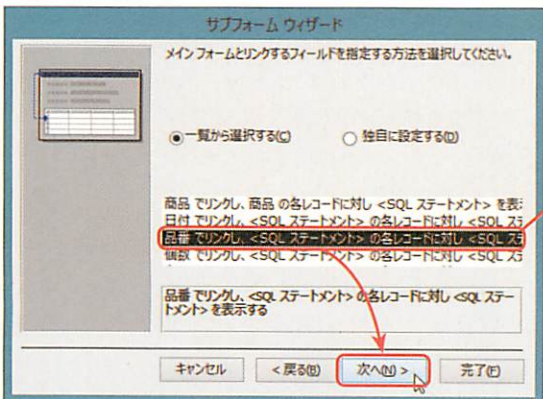 サブフォーム ウィザード
メイン フォームとリンクするフィールドを指定する方法を選択してください。
一覧から選択する(C)
独自に設定する(D)
商品 でリンクし、商品 の各レコードに対し <SQL ステートメント> を表
日付 でリンクし、<SQL ステートメント> の各レコードに対し <SQL ス
品番 でリンクし、<SQL ステートメント> の各レコードに対し <SQL ス
個数 でリンクし、<SQL ステートメント> の各レコードに対し <SQL ス
品番 でリンクし、<SQL ステートメント> の各レコードに対し <SQL ステー
トメント> を表示する
キャンセル
< 戻る(B)
次へ(N) >
完了(F)